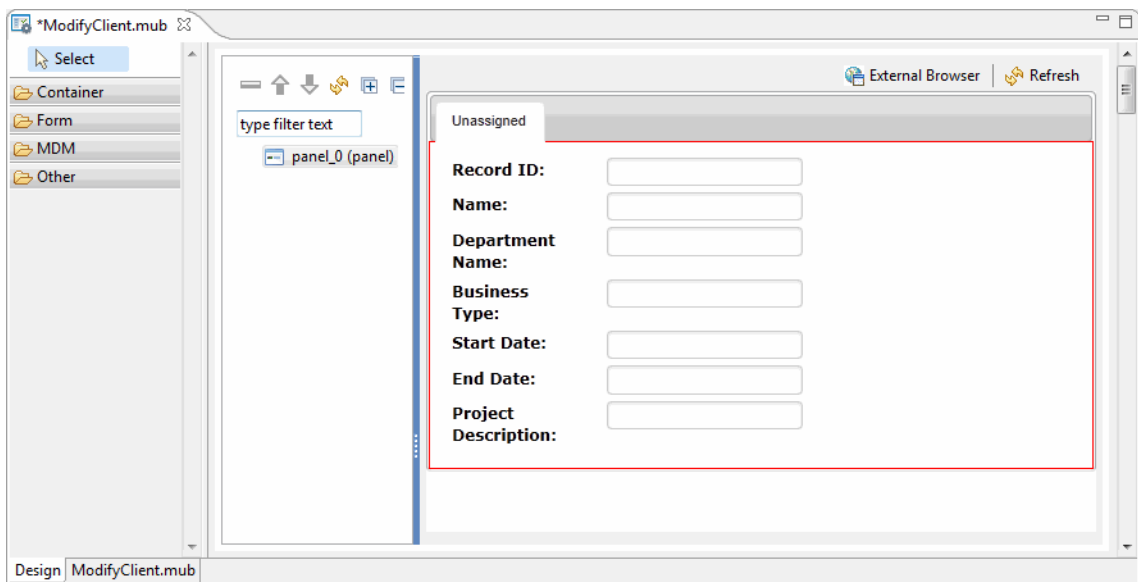 *ModifyClient.mub
Select
Container
Form
MDM
Other
type filter text
panel_0 (panel)
External Browser
Refresh
Unassigned
Record ID:
Name:
Department
Name:
Business
Type:
Start Date:
End Date:
Project
Description:
Design
ModifyClient.mub